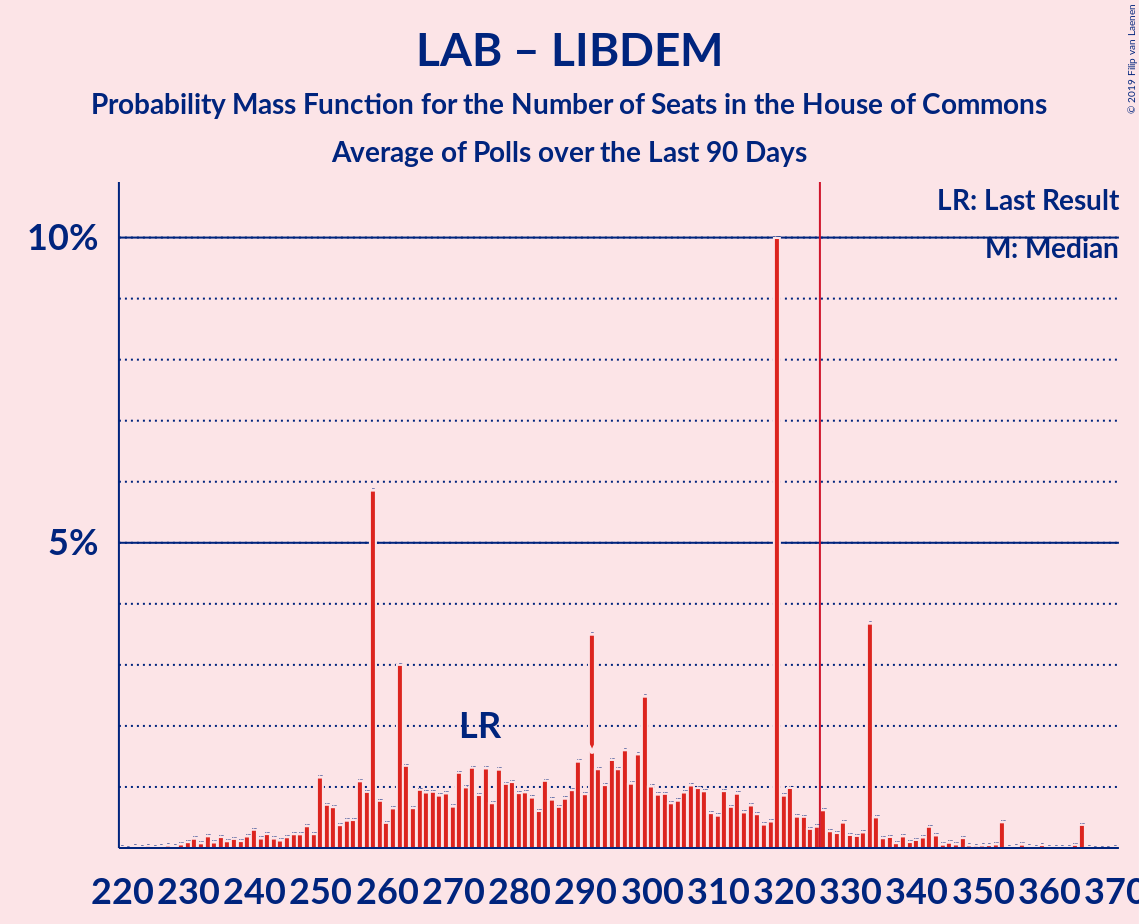 LAB – LIBDEM
Probability Mass Function for the Number of Seats in the House of Commons
Average of Polls over the Last 90 Days
© 2019 Filip van Laenen
LR: Last Result
M: Median
10%
5%
LR
220 230 240 250 260 270 280 290 300 310 320 330 340 350 360 370